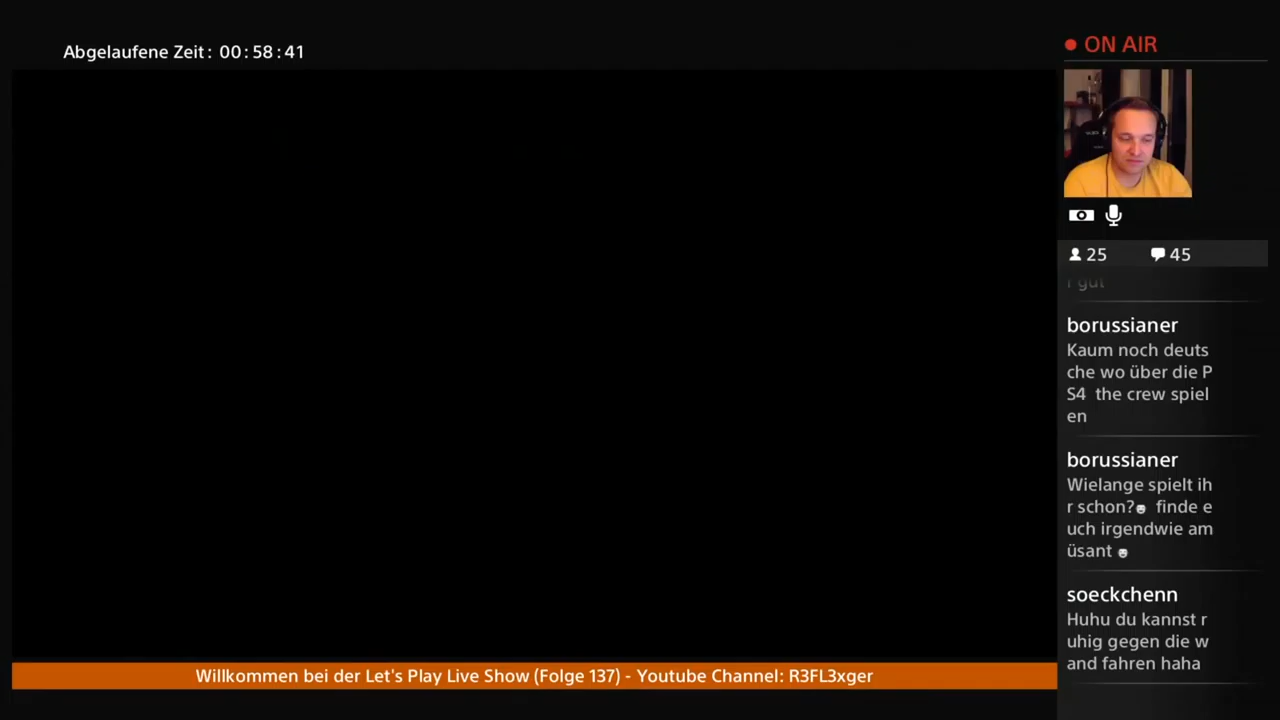 Abgelaufene Zeit: 00:58:41
ON AIR
25 45
r gut
borussianer
Kaum noch deuts
che wo über die P
S4 the crew spiel
en
borussianer
Wielange spielt ih
r schon? finde e
uch irgendwie am
üsant
soeckchenn
Huhu du kannst r
uhig gegen die w
and fahren haha
Willkommen bei der Let's Play Live Show (Folge 137) - Youtube Channel: R3FL3xger